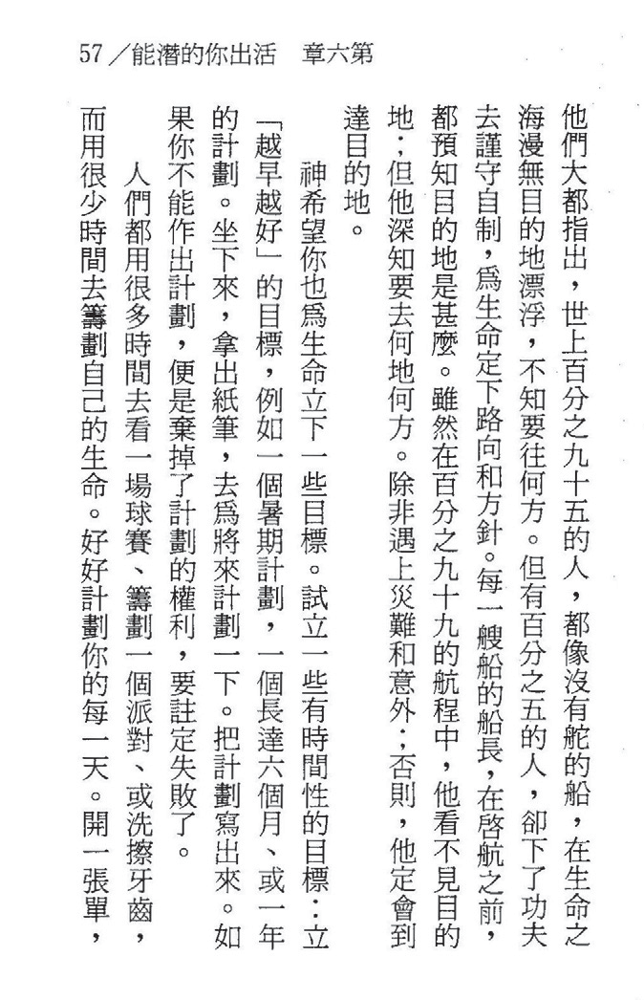 第六章　活出你的潛能／57
他們大都指出，世上百分之九十五的人，都像沒有舵的船，在生命之
海漫無目的地漂浮，不知要往何方。但有百分之五的人，卻下了功夫
去謹守自制，爲生命定下路向和方針。每一艘船的船長，在啓航之前，
都預知目的地是甚麼。雖然在百分之九十九的航程中，他看不見目的
地；但他深知要去何地何方。除非遇上災難和意外；否則，他定會到
達目的地。
神希望你也爲生命立下一些目標。試立一些有時間性的目標：立
「越早越好」的目標，例如一個暑期計劃，一個長達六個月、或一年
的計劃。坐下來，拿出紙筆，去爲將來計劃一下。把計劃寫出來。如
果你不能作出計劃，便是棄掉了計劃的權利，要註定失敗了。
人們都用很多時間去看一場球賽、籌劃一個派對、或洗擦牙齒，
而用很少時間去籌劃自己的生命。好好計劃你的每一天。開一張單，